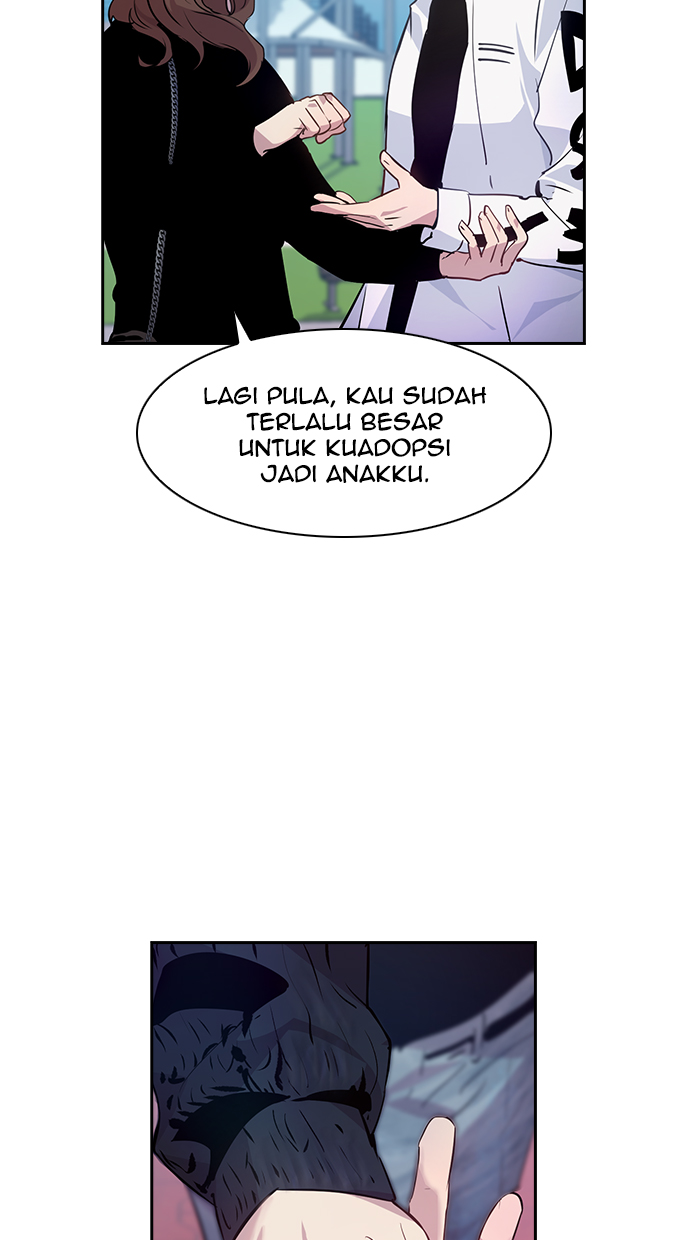 LAGI PULA, KAU SUDAH
TERLALU BESAR
UNTUK KUADOPSI
JADI ANAKKU.